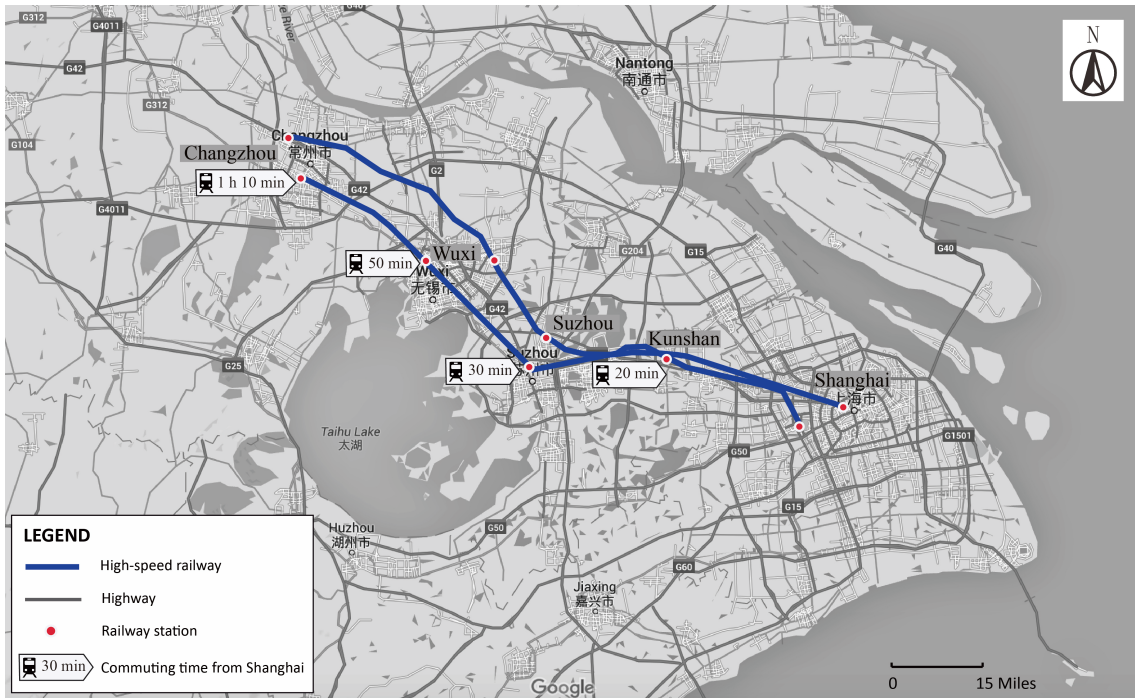 G312
G4011
G40
Nantong
南通市
N
G42
G312
G104
Changzhou
常州市
Changzhou
1 h 10 min
G42
G2
G4011
G204
G15
G40
50 min
Wuxi
Wuxi
无锡市
G42
Suzhou
Kunshan
Suzhou
30 min
20 min
G25
Shanghai
上海市
Taihu Lake
太湖
G50
G1501
G15
Huzhou
湖州市
G50
G60
Jiaxing
嘉兴市
LEGEND
High-speed railway
Highway
Railway station
30 min
Commuting time from Shanghai
Google
0
15 Miles